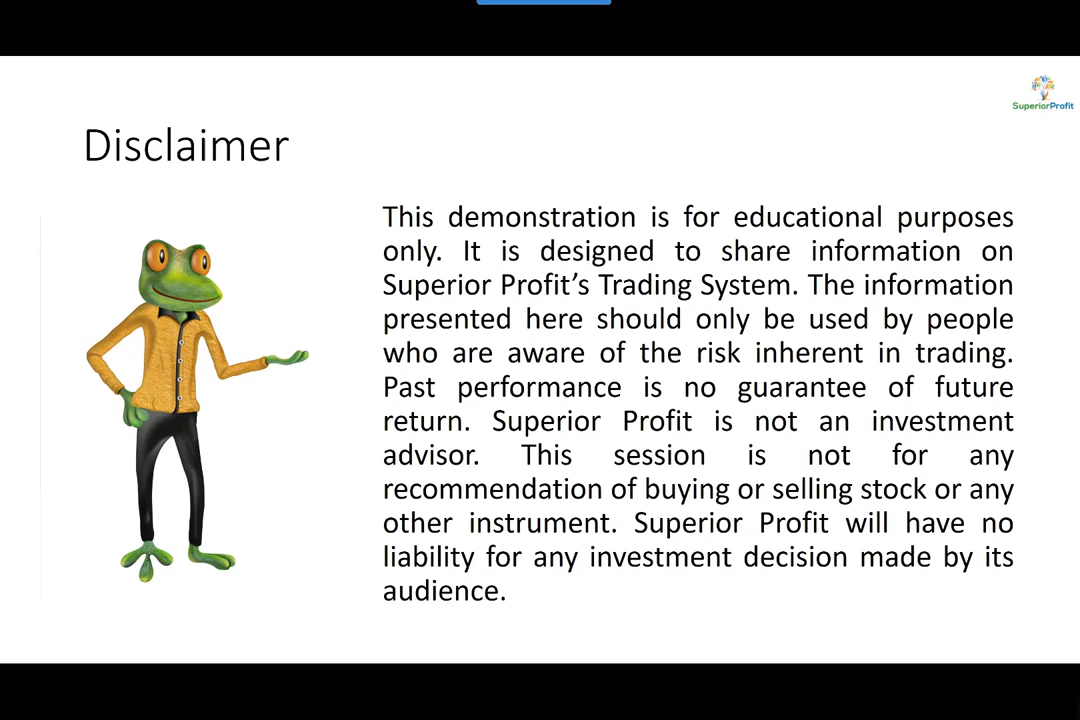 SuperiorProfit
Disclaimer
This demonstration is for educational purposes
only. It is designed to share information on
Superior Profit’s Trading System. The information
presented here should only be used by people
who are aware of the risk inherent in trading.
Past performance is no guarantee of future
return. Superior Profit is not an investment
advisor. This session is not for any
recommendation of buying or selling stock or any
other instrument. Superior Profit will have no
liability for any investment decision made by its
audience.